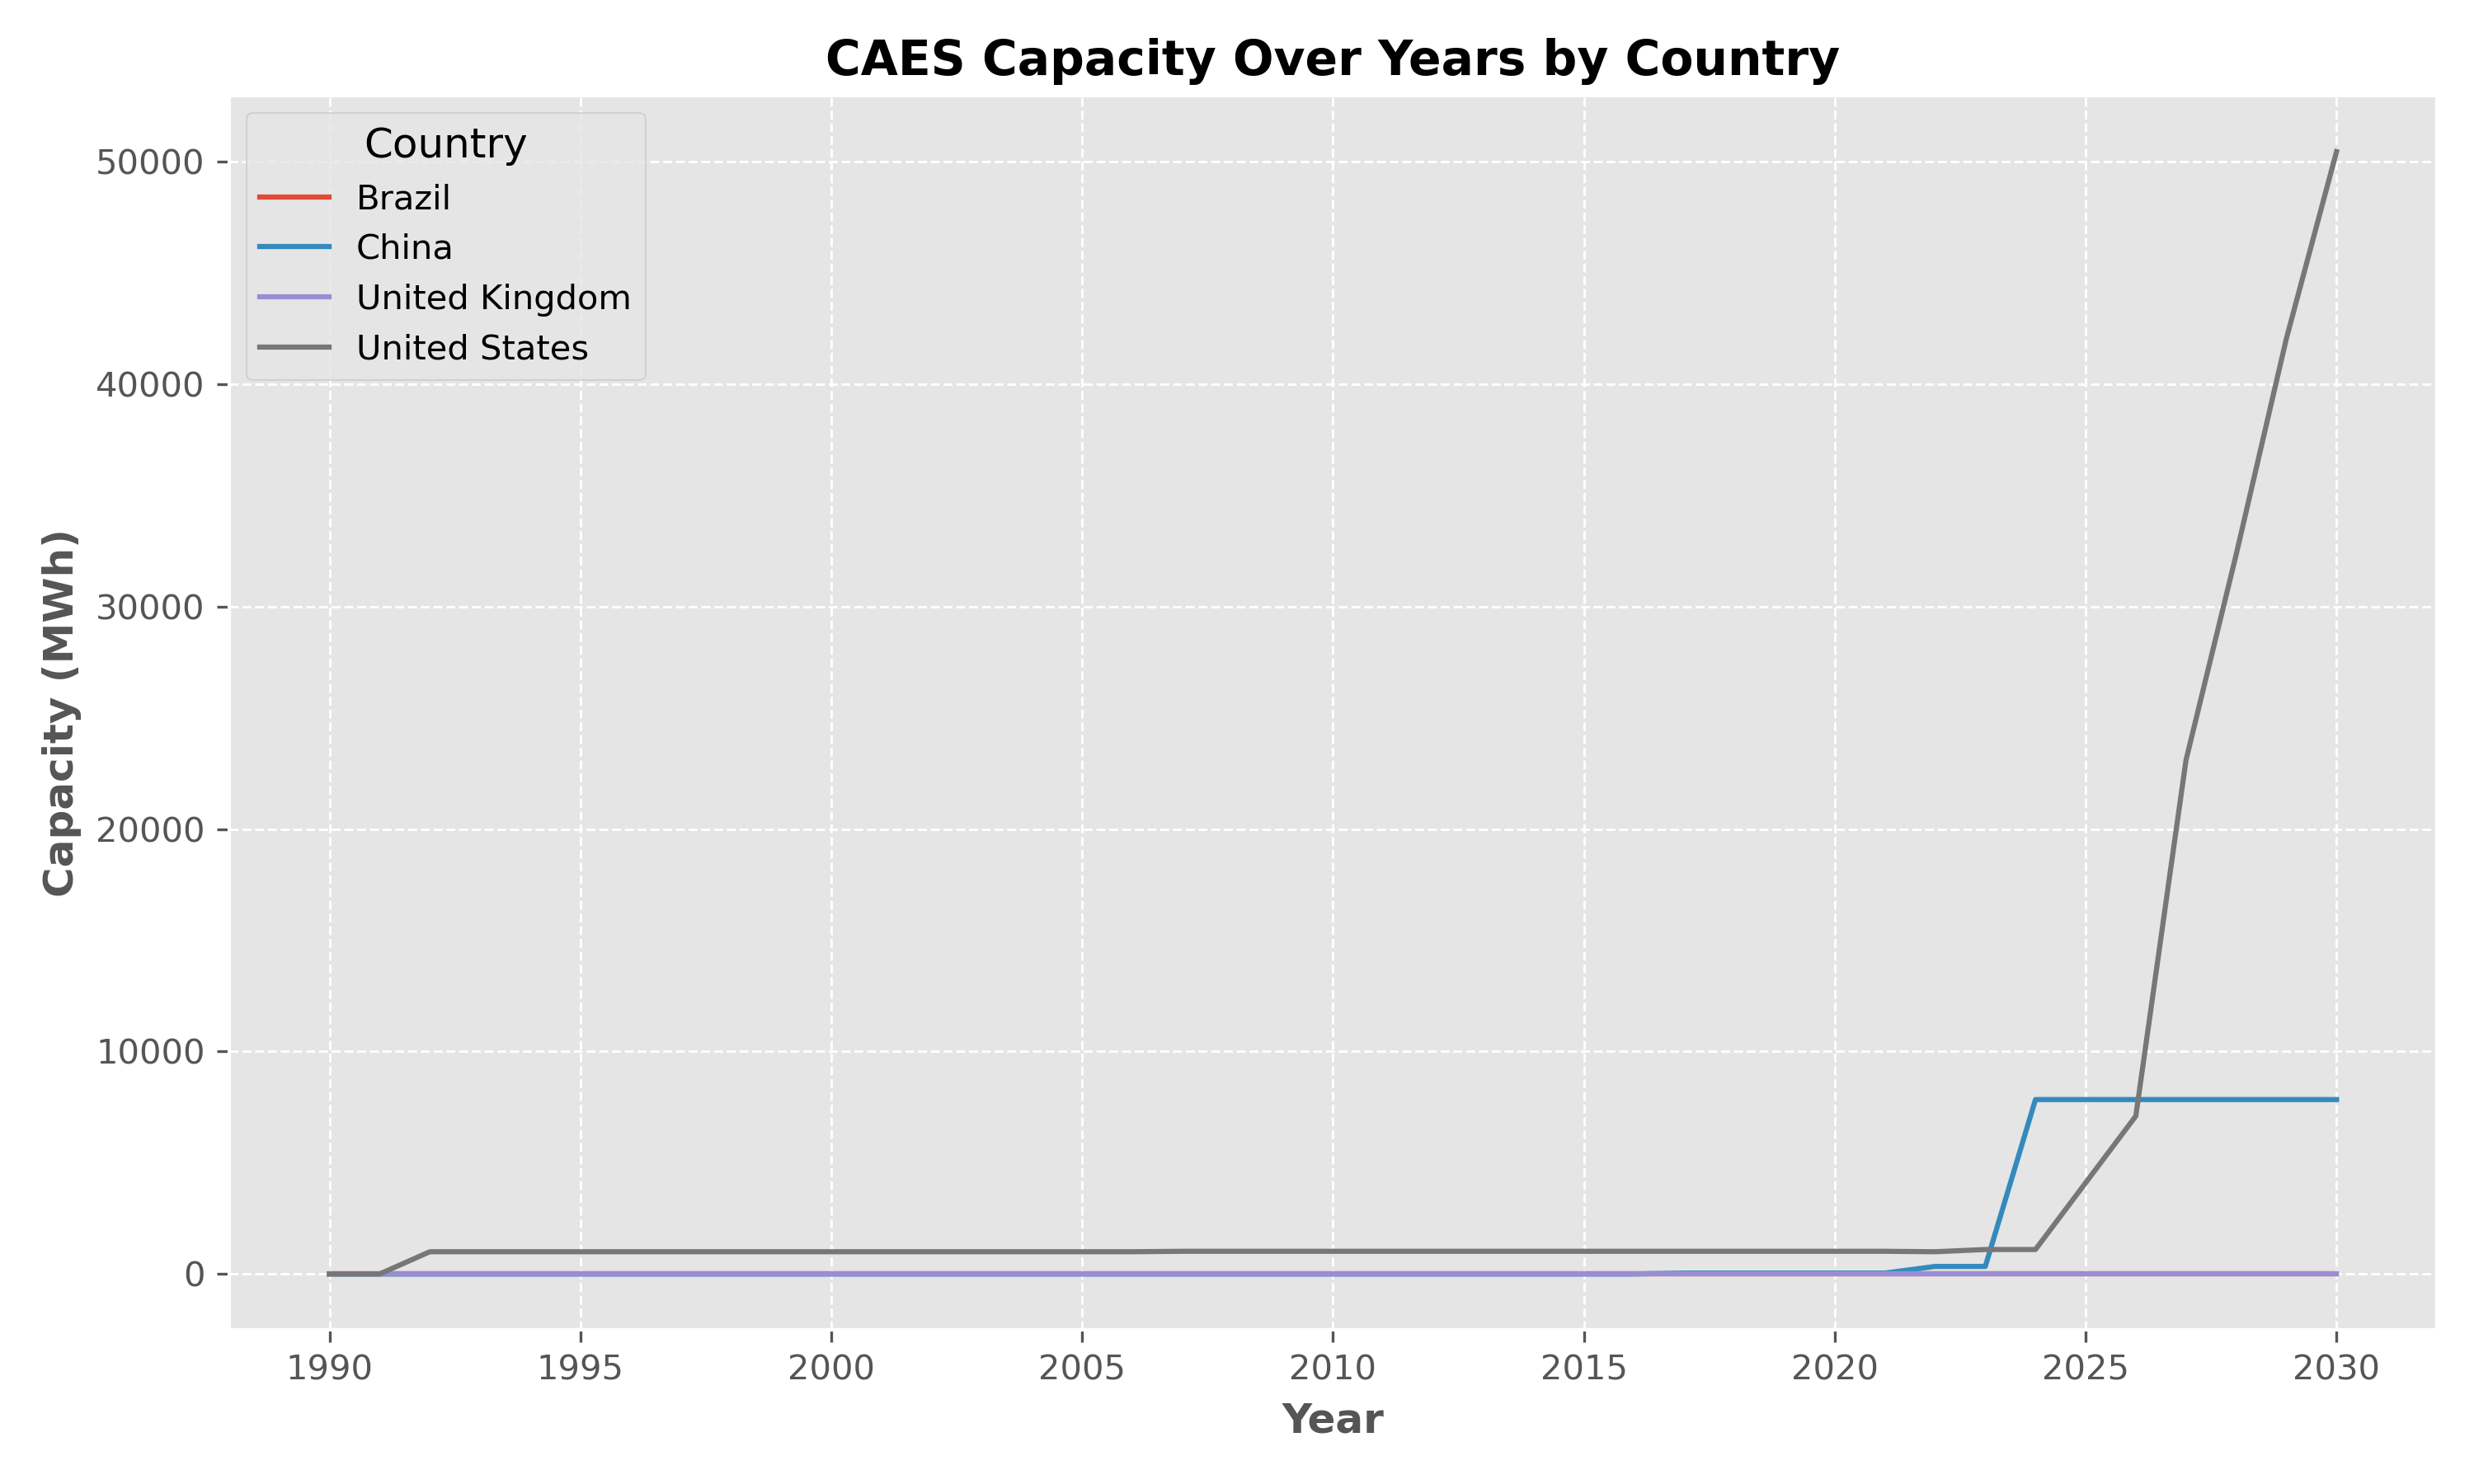 CAES Capacity Over Years by Country
Country
Brazil
China
United Kingdom
United States
Capacity (MWh)
50000
40000
30000
20000
10000
0
1990 1995 2000 2005 2010 2015 2020 2025 2030
Year